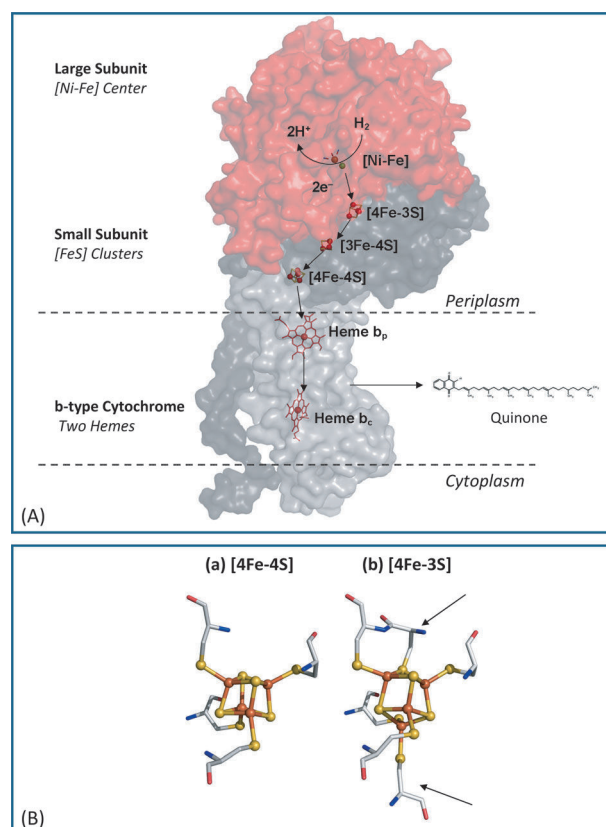 Large Subunit
[Ni-Fe] Center
2H⁺
H₂
[Ni-Fe]
2e⁻
[4Fe-3S]
Small Subunit
[FeS] Clusters
[3Fe-4S]
[4Fe-4S]
Periplasm
Heme bₚ
b-type Cytochrome
Two Hemes
Heme b꜀
Quinone
Cytoplasm
(A)
(a) [4Fe-4S]
(b) [4Fe-3S]
(B)